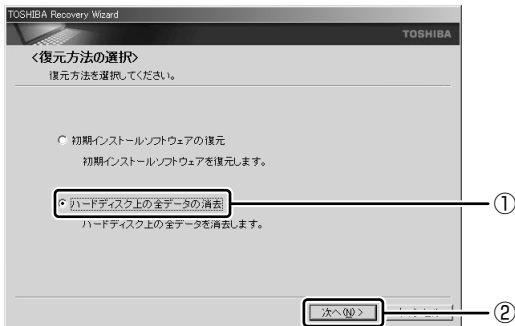 TOSHIBA Recovery Wizard
TOSHIBA
<復元方法の選択>
復元方法を選択してください。
初期インストールソフトウェアの復元
初期インストールソフトウェアを復元します。
ハードディスク上の全データの消去
①
ハードディスク上の全データを消去します。
次へ(N) >
②